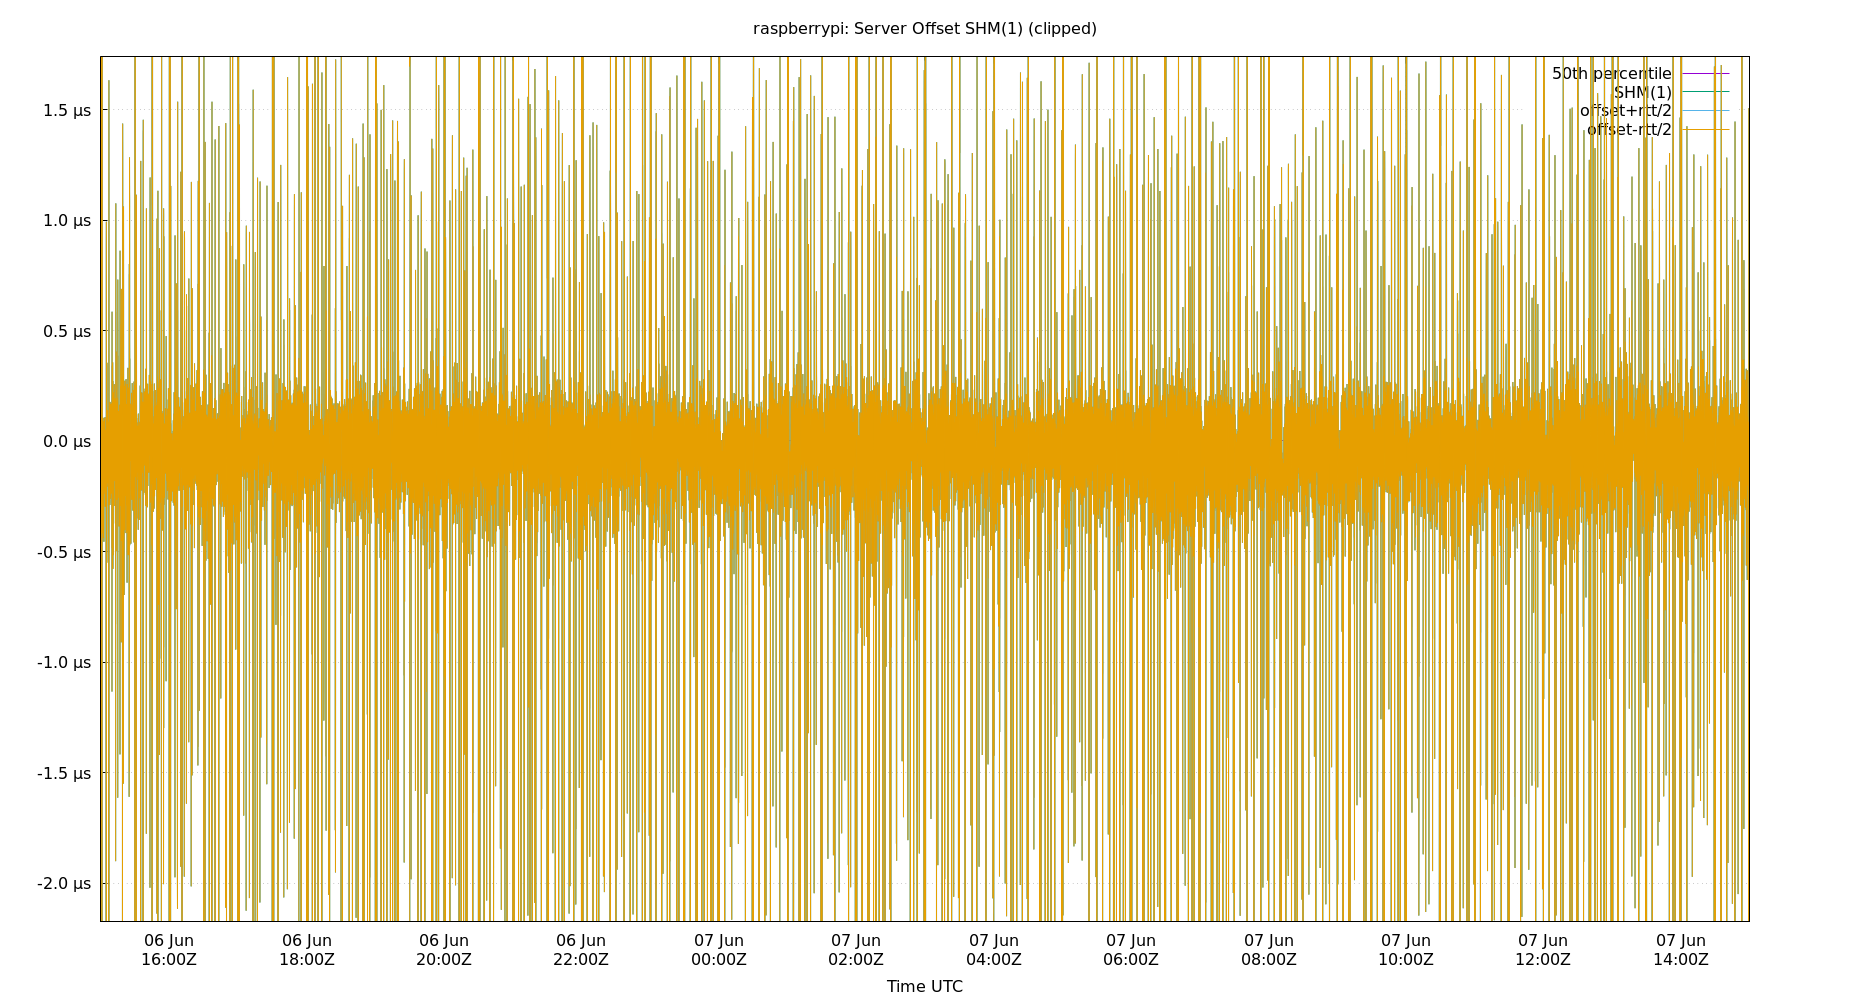 raspberrypi: Server Offset SHM(1) (clipped)
50th percentile
SHM(1)
offset+rtt/2
offset-rtt/2
1.5 µs
1.0 µs
0.5 µs
0.0 µs
-0.5 µs
-1.0 µs
-1.5 µs
-2.0 µs
06 Jun 06 Jun 06 Jun 06 Jun 07 Jun 07 Jun 07 Jun 07 Jun 07 Jun 07 Jun 07 Jun 07 Jun
16:00Z 18:00Z 20:00Z 22:00Z 00:00Z 02:00Z 04:00Z 06:00Z 08:00Z 10:00Z 12:00Z 14:00Z
Time UTC